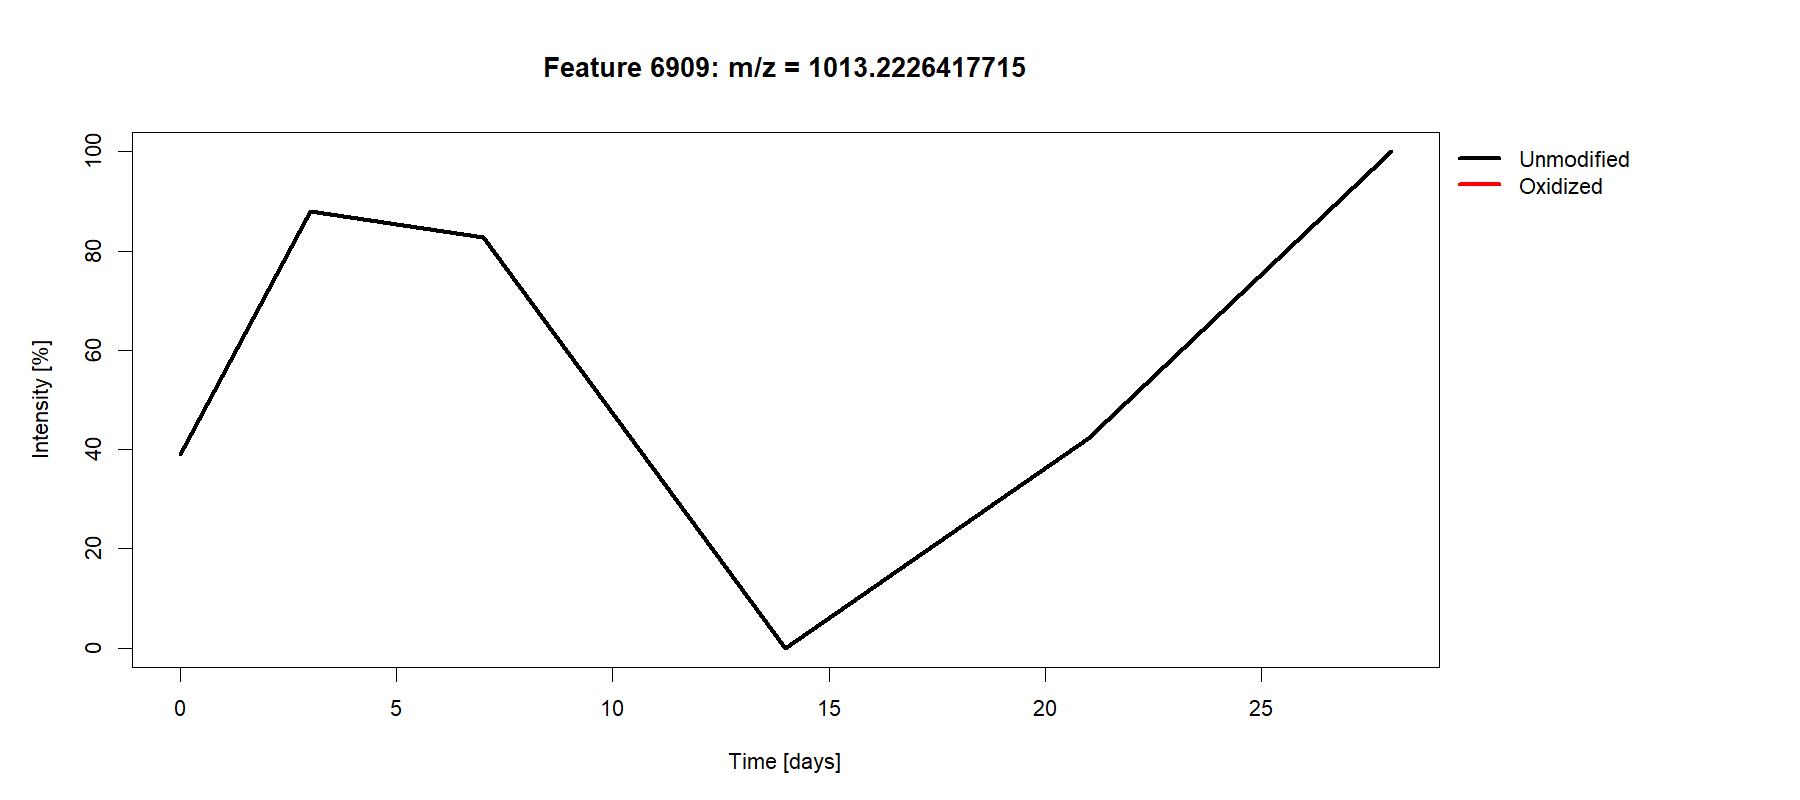 Feature 6909: m/z = 1013.2226417715
Unmodified
Oxidized
Intensity [%]
100
80
60
40
20
0
0 5 10 15 20 25
Time [days]